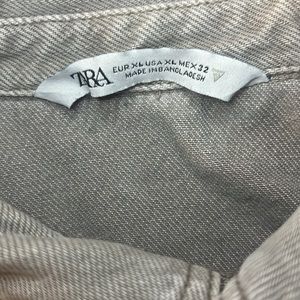 ZARA
EUR XL USA XL MEX 32
MADE IN BANGLADESH